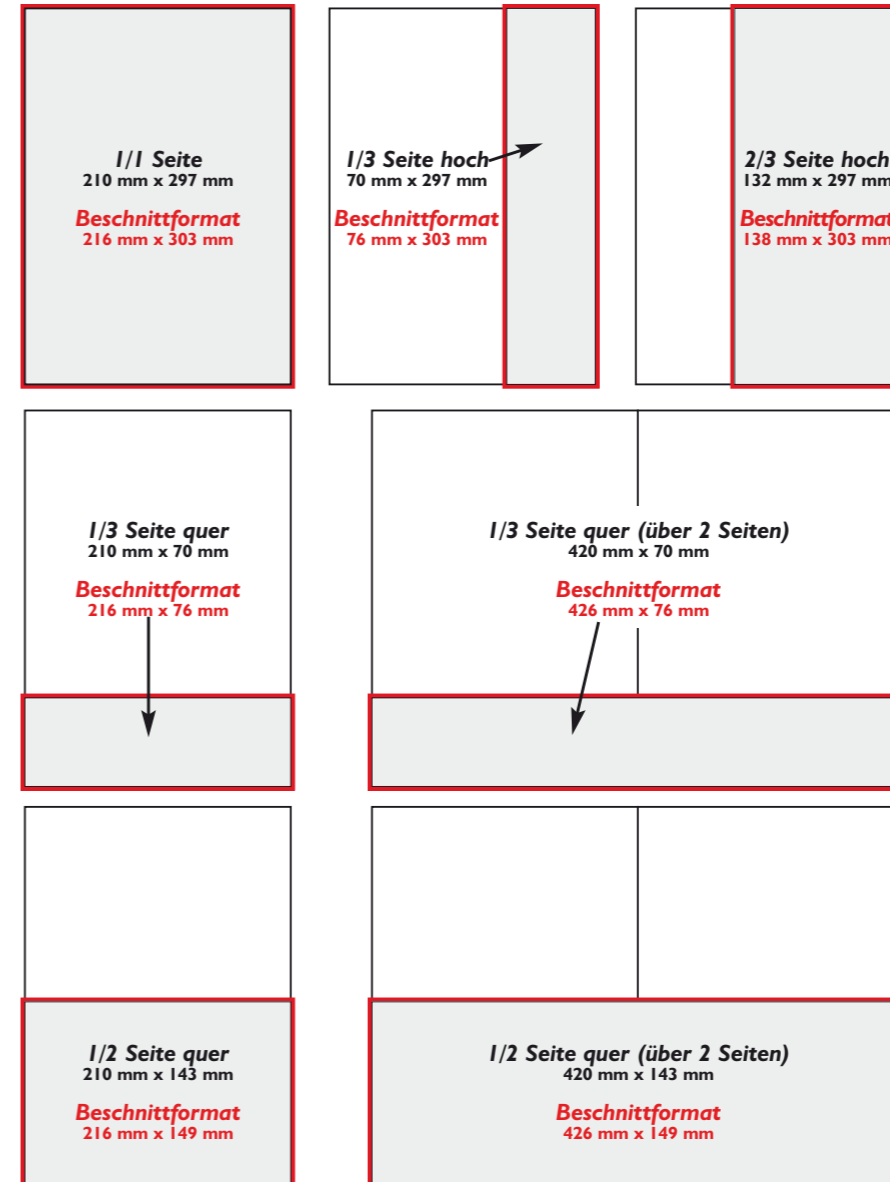 1/1 Seite
210 mm x 297 mm
Beschnittformat
216 mm x 303 mm
1/3 Seite hoch
70 mm x 297 mm
Beschnittformat
76 mm x 303 mm
2/3 Seite hoch
132 mm x 297 mm
Beschnittformat
138 mm x 303 mm
1/3 Seite quer
210 mm x 70 mm
Beschnittformat
216 mm x 76 mm
1/3 Seite quer (über 2 Seiten)
420 mm x 70 mm
Beschnittformat
426 mm x 76 mm
1/2 Seite quer
210 mm x 143 mm
Beschnittformat
216 mm x 149 mm
1/2 Seite quer (über 2 Seiten)
420 mm x 143 mm
Beschnittformat
426 mm x 149 mm